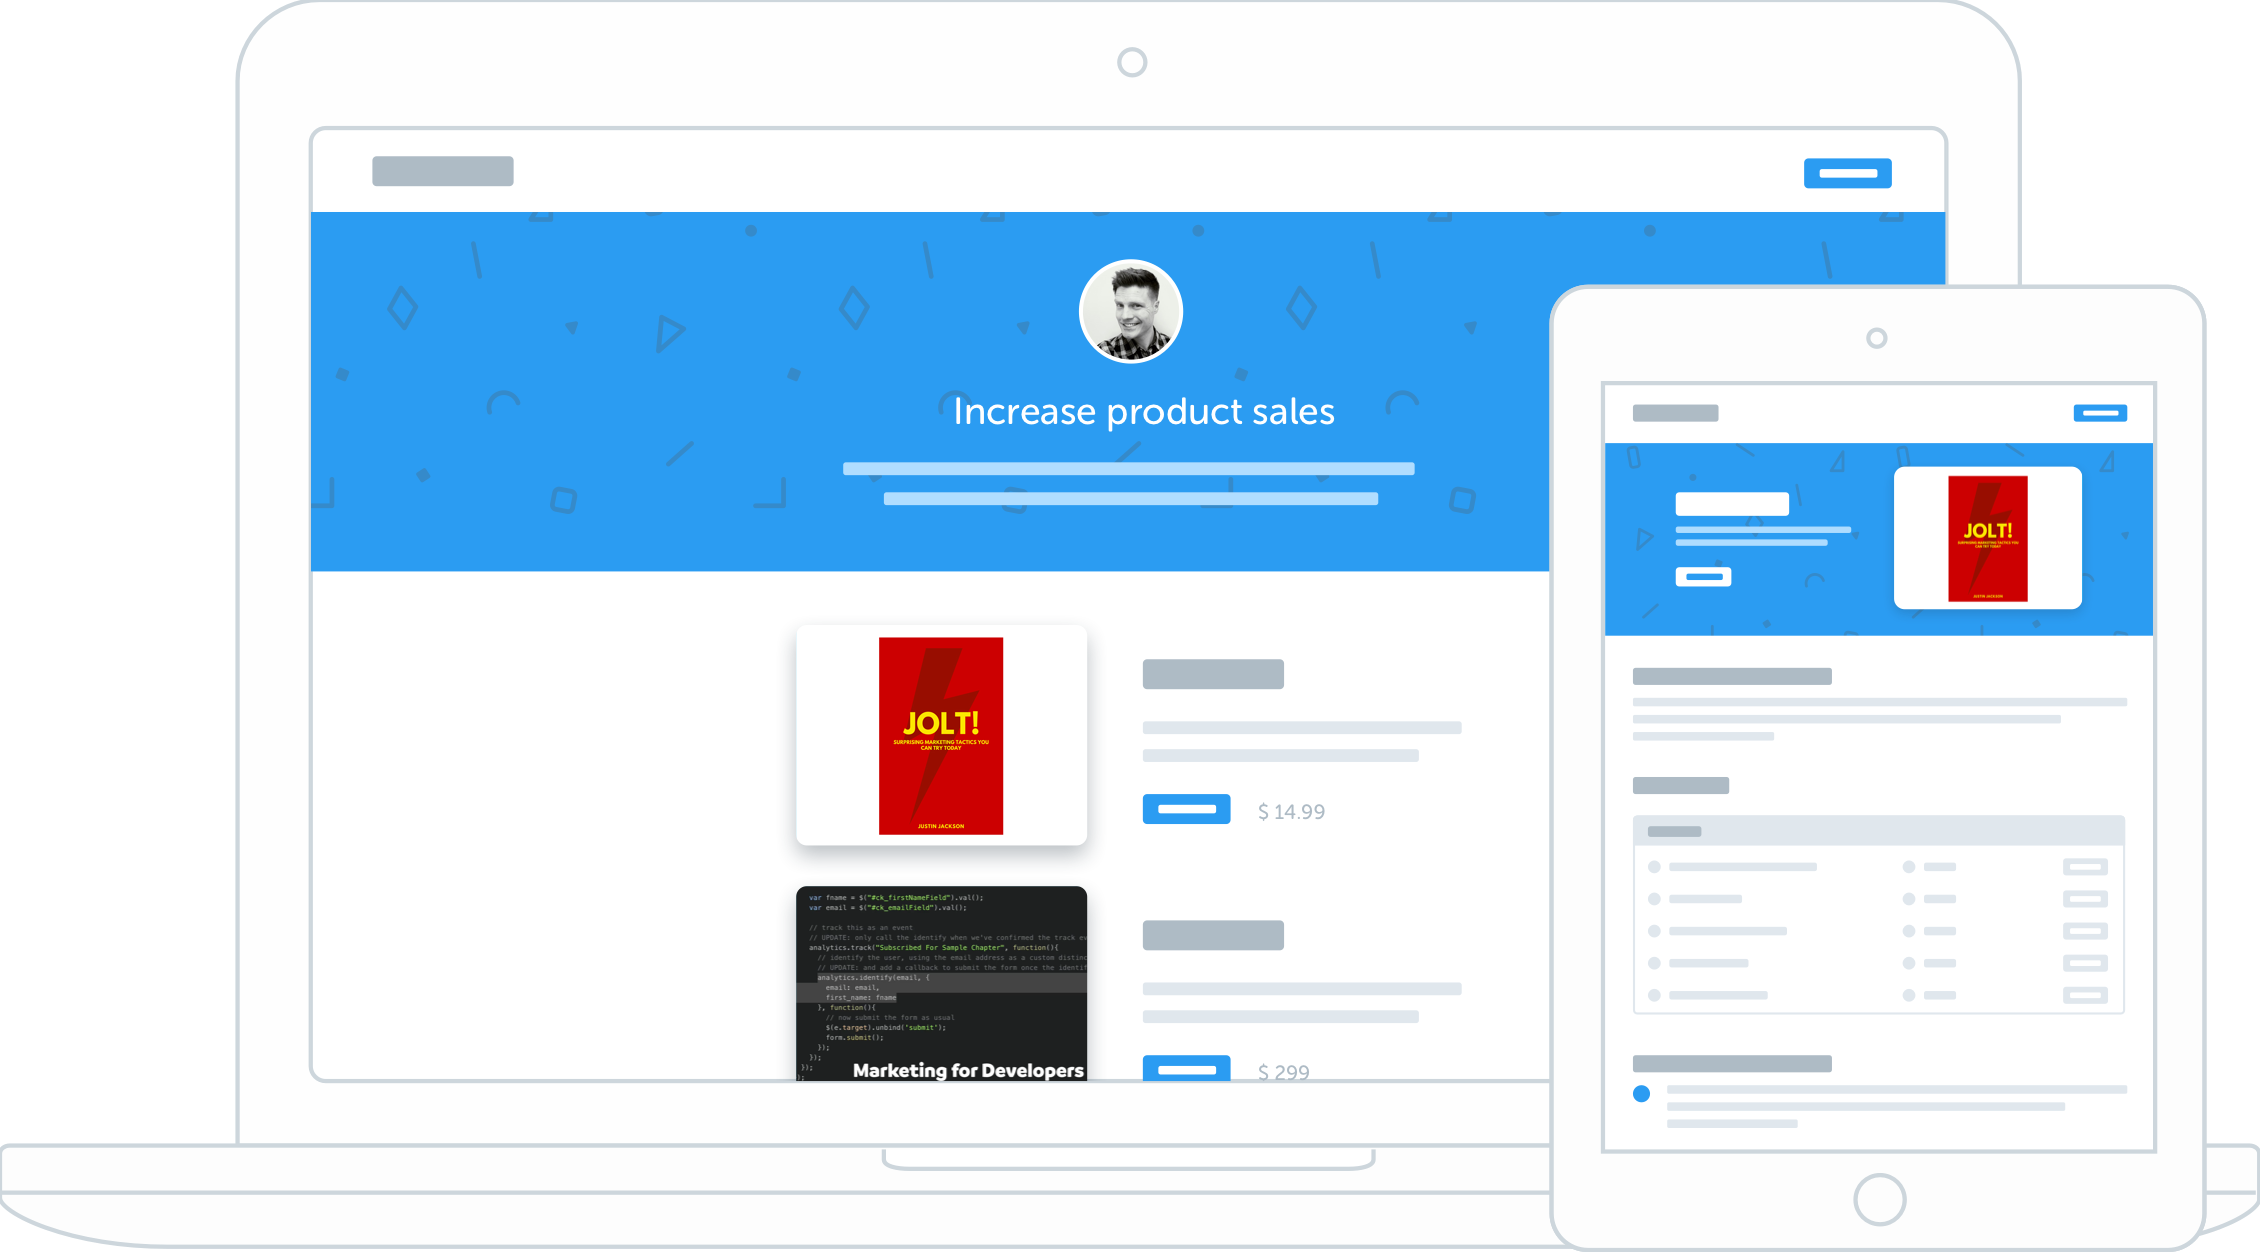 Increase product sales
JOLT!
SURPRISING MARKETING TACTICS YOU
CAN TRY TODAY
JUSTIN JACKSON
$ 14.99
var fname = $("#ck_firstNameField").val();
var email = $("#ck_emailField").val();
// track this as an event
// UPDATE: only call the identify when we've confirmed the track ev
analytics.track("Subscribed For Sample Chapter", function(){
// identify the user, using the email address as a custom distinc
// UPDATE: and add a callback to submit the form once the identif
analytics.identify(email, {
email: email,
first_name: fname
}, function(){
// now submit the form as usual
$(e.target).unbind('submit');
form.submit();
});
});
});
);
Marketing for Developers
$ 299
JOLT!
SURPRISING MARKETING TACTICS YOU
CAN TRY TODAY
JUSTIN JACKSON